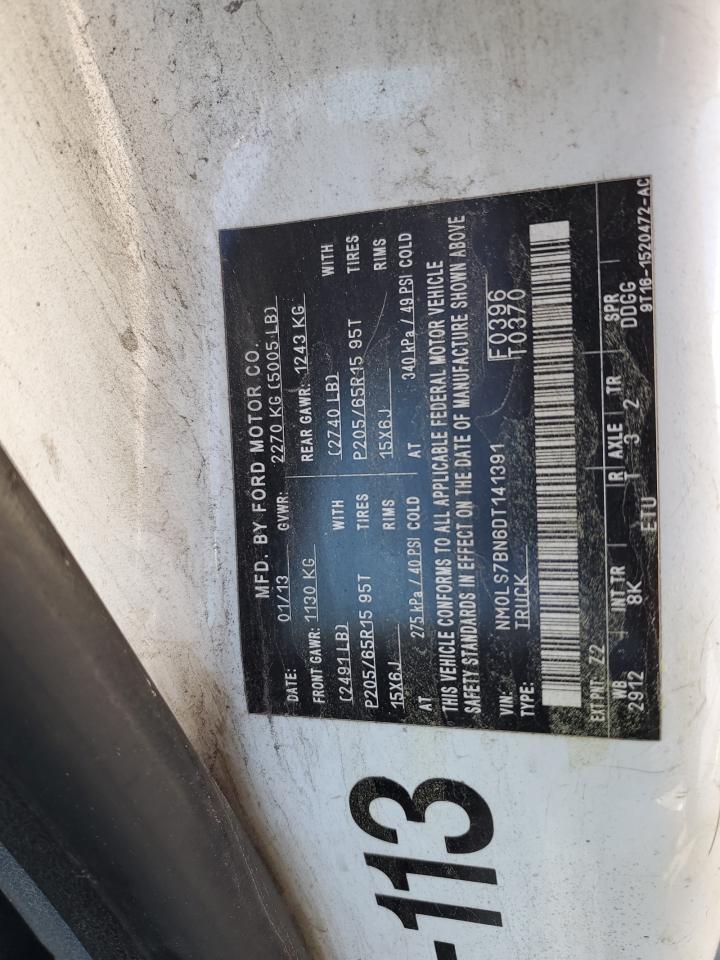 MFD. BY FORD MOTOR CO.
DATE: 01/13 GVWR: 2270 KG (5005 LB)
FRONT GAWR: 1130 KG REAR GAWR: 1243 KG
(2491LB) WITH (2740 LB) WITH
P205/65R15 95T TIRES P205/65R15 95T TIRES
15X6J RIMS 15X6J RIMS
AT 275 kPa / 40 PSI COLD AT 340 kPa / 49 PSI COLD
THIS VEHICLE CONFORMS TO ALL APPLICABLE FEDERAL MOTOR VEHICLE
SAFETY STANDARDS IN EFFECT ON THE DATE OF MANUFACTURE SHOWN ABOVE
VIN: NM0LS7BN6DT141391 F0396
TYPE: TRUCK T0370
EXT PNT Z2
WB INT TR R AXLE TR SPR
2912 8K T 3 2 DDGG
ETU 9T16-1520472-AC
-113